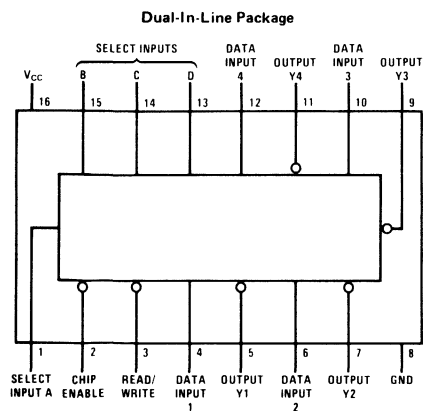 Dual-In-Line Package
SELECT INPUTS
DATA INPUT 4
OUTPUT Y4
DATA INPUT 3
OUTPUT Y3
VCC
B
C
D
16
15
14
13
12
11
10
9
1
2
3
4
5
6
7
8
SELECT INPUT A
CHIP ENABLE
READ/ WRITE
DATA INPUT 1
OUTPUT Y1
DATA INPUT 2
OUTPUT Y2
GND